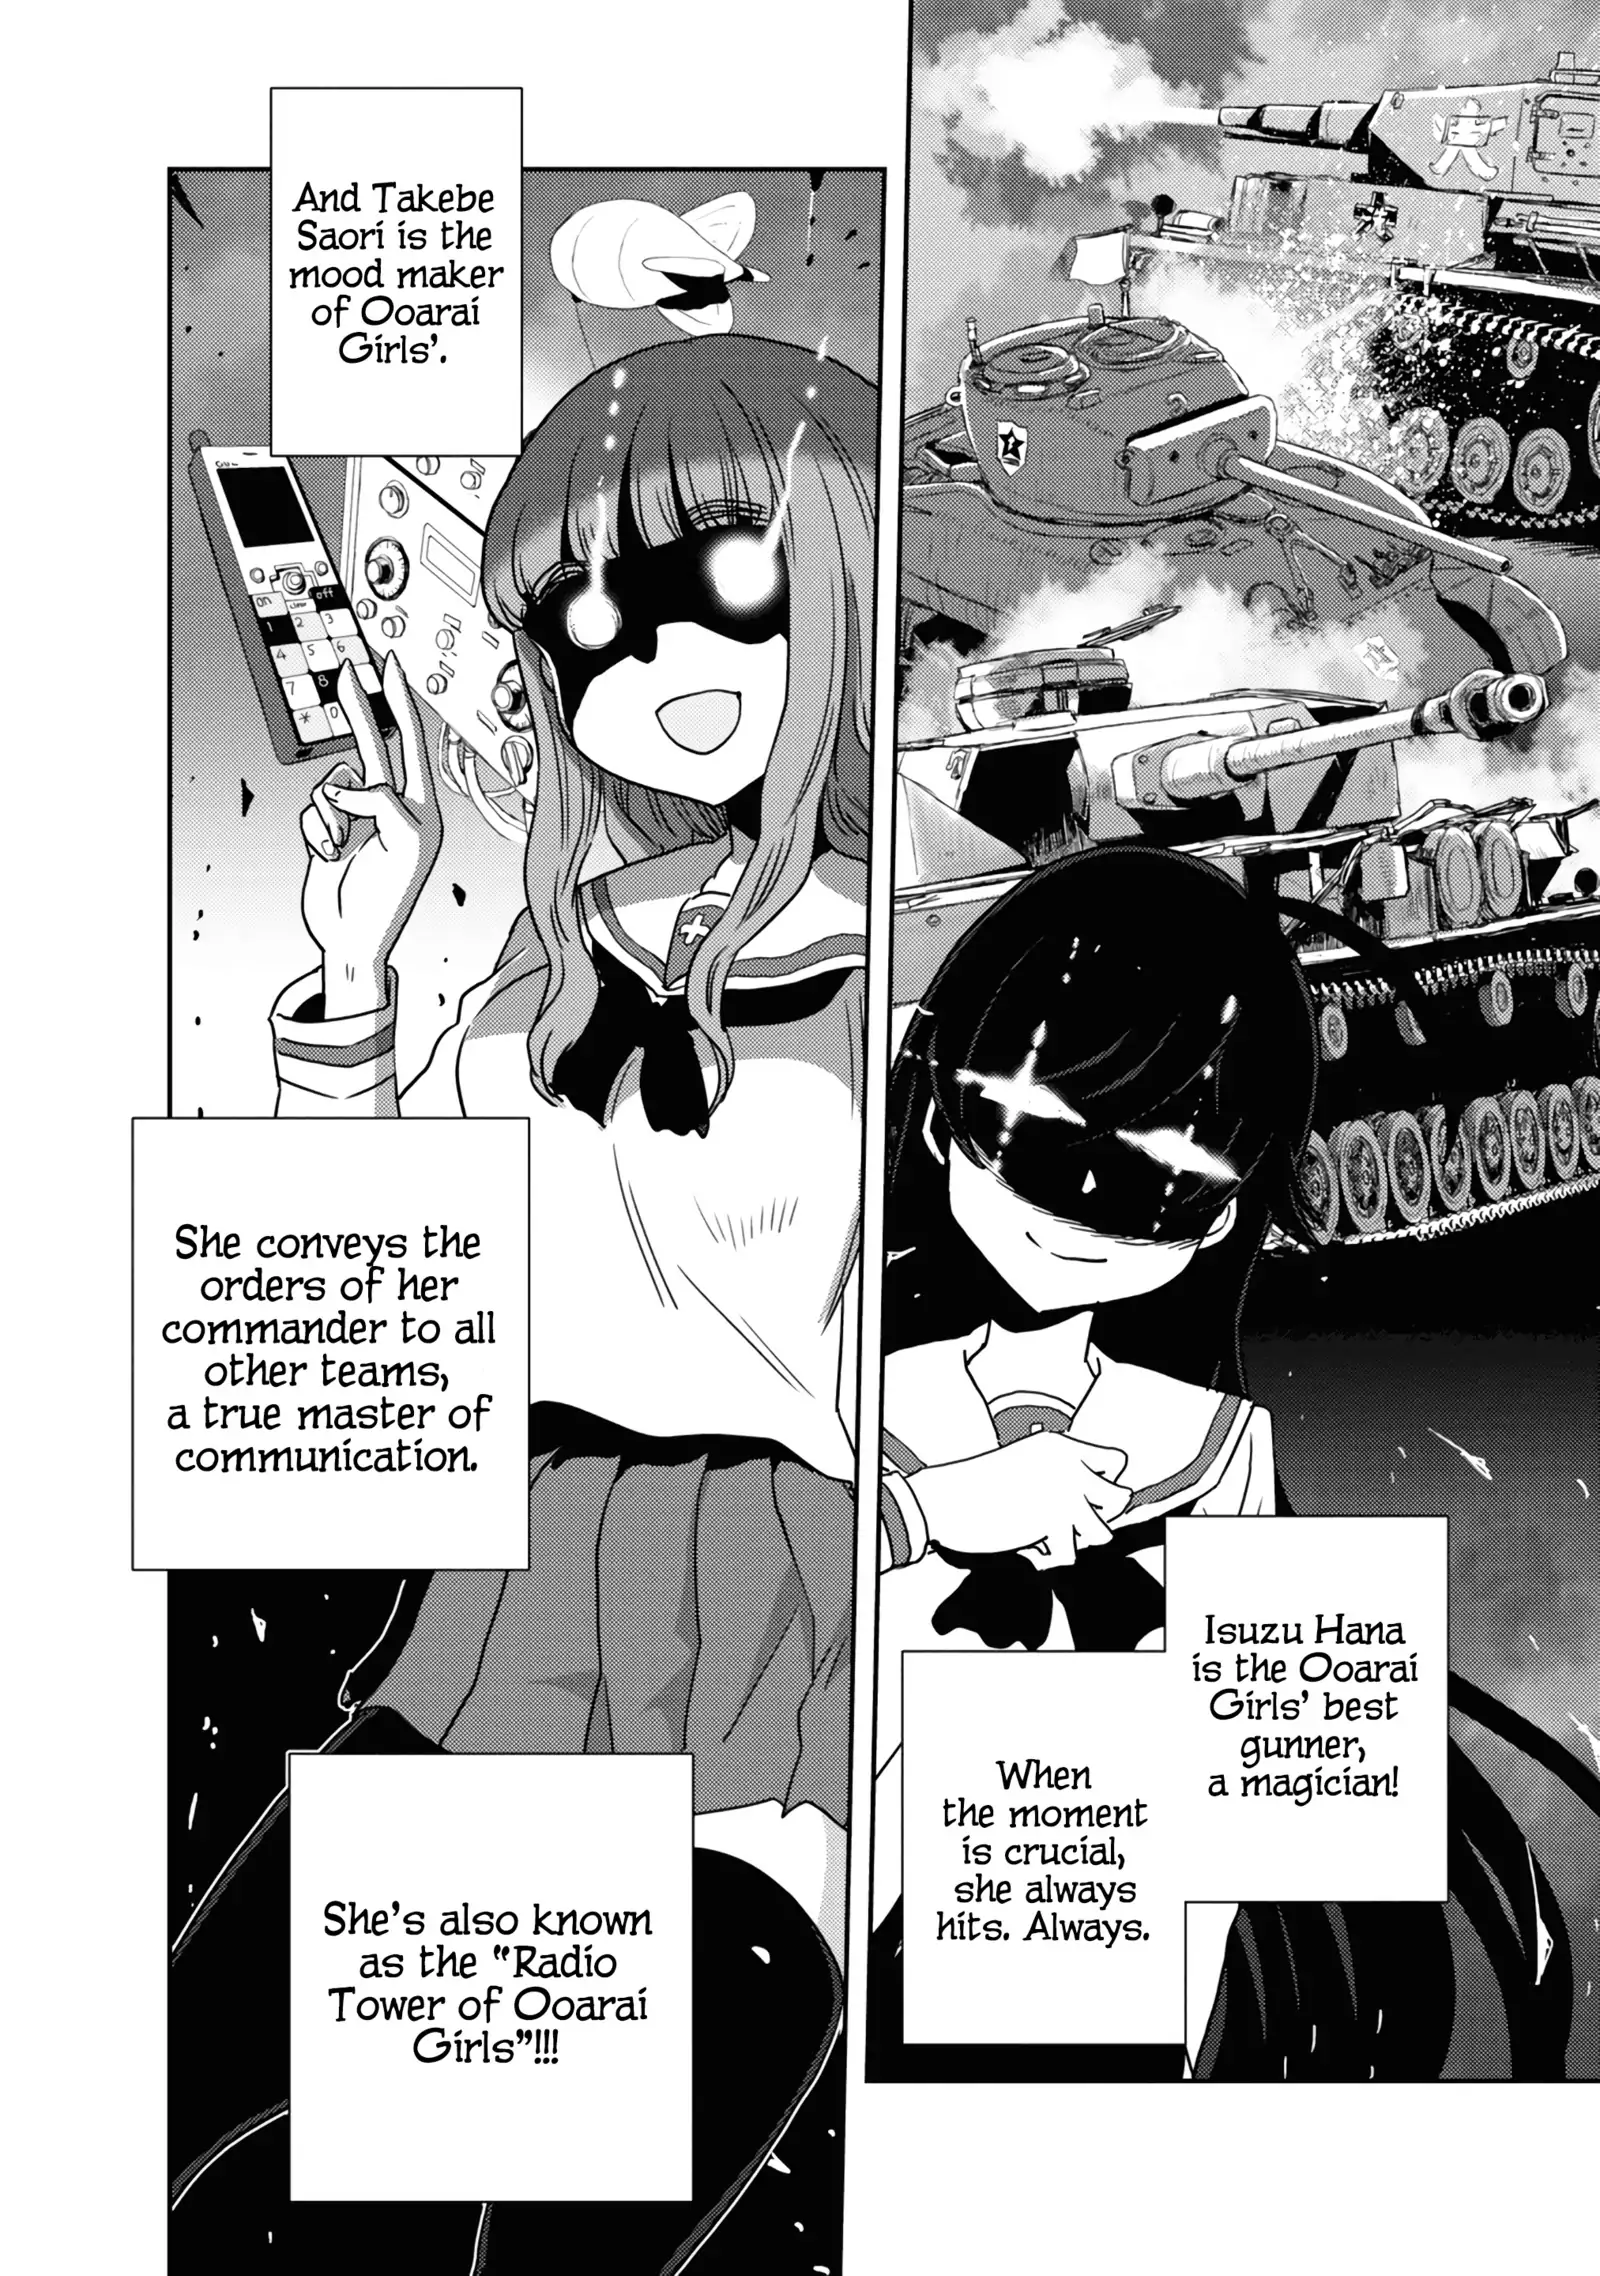 Isuzu Hana
is the Ooarai
Girls' best
gunner,
a magician!
When
the moment
is crucial,
she always
hits. Always.
And Takebe
Saori is the
mood maker
of Ooarai
Girls'.
on
clear
off
1 2 3
4 5 6
7 8
* 0
She conveys the
orders of her
commander to all
other teams,
a true master of
communication.
She's also known
as the "Radio
Tower of Ooarai
Girls"!!!